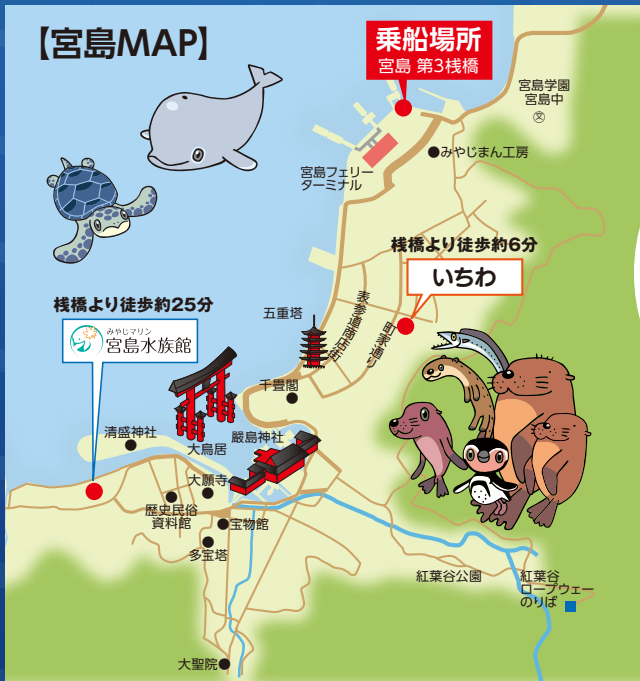 【宮島MAP】
乗船場所
宮島 第3桟橋
宮島学園
宮島中
文
みやじまん工房
宮島フェリー
ターミナル
桟橋より徒歩約6分
いちわ
表参道商店街
町家通り
桟橋より徒歩約25分
みやじマリン
宮島水族館
五重塔
千畳閣
清盛神社
大鳥居
嚴島神社
大願寺
歴史民俗
資料館
宝物館
多宝塔
紅葉谷公園
紅葉谷
ロープウェー
のりば
大聖院